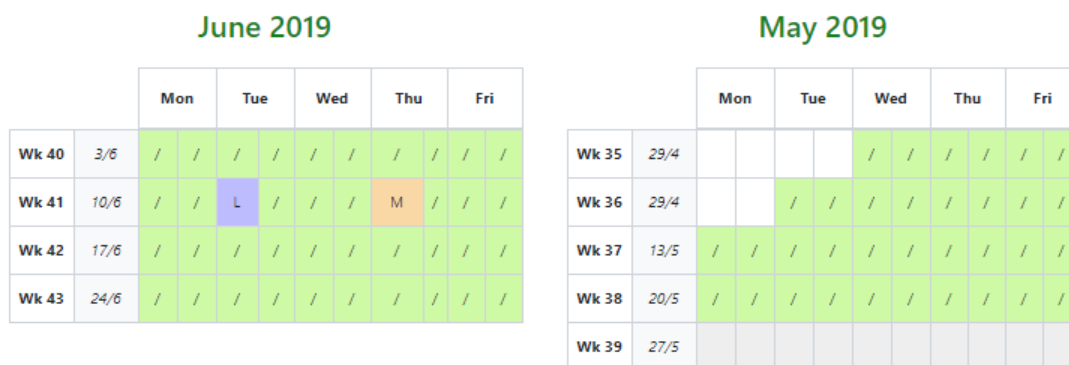 June 2019
Mon Tue Wed Thu Fri
Wk 40 3/6 / / / / / / / / / /
Wk 41 10/6 / / L / / / M / / /
Wk 42 17/6 / / / / / / / / / /
Wk 43 24/6 / / / / / / / / / /
May 2019
Mon Tue Wed Thu Fri
Wk 35 29/4 / / / / / /
Wk 36 29/4 / / / / / / / /
Wk 37 13/5 / / / / / / / / / /
Wk 38 20/5 / / / / / / / / / /
Wk 39 27/5